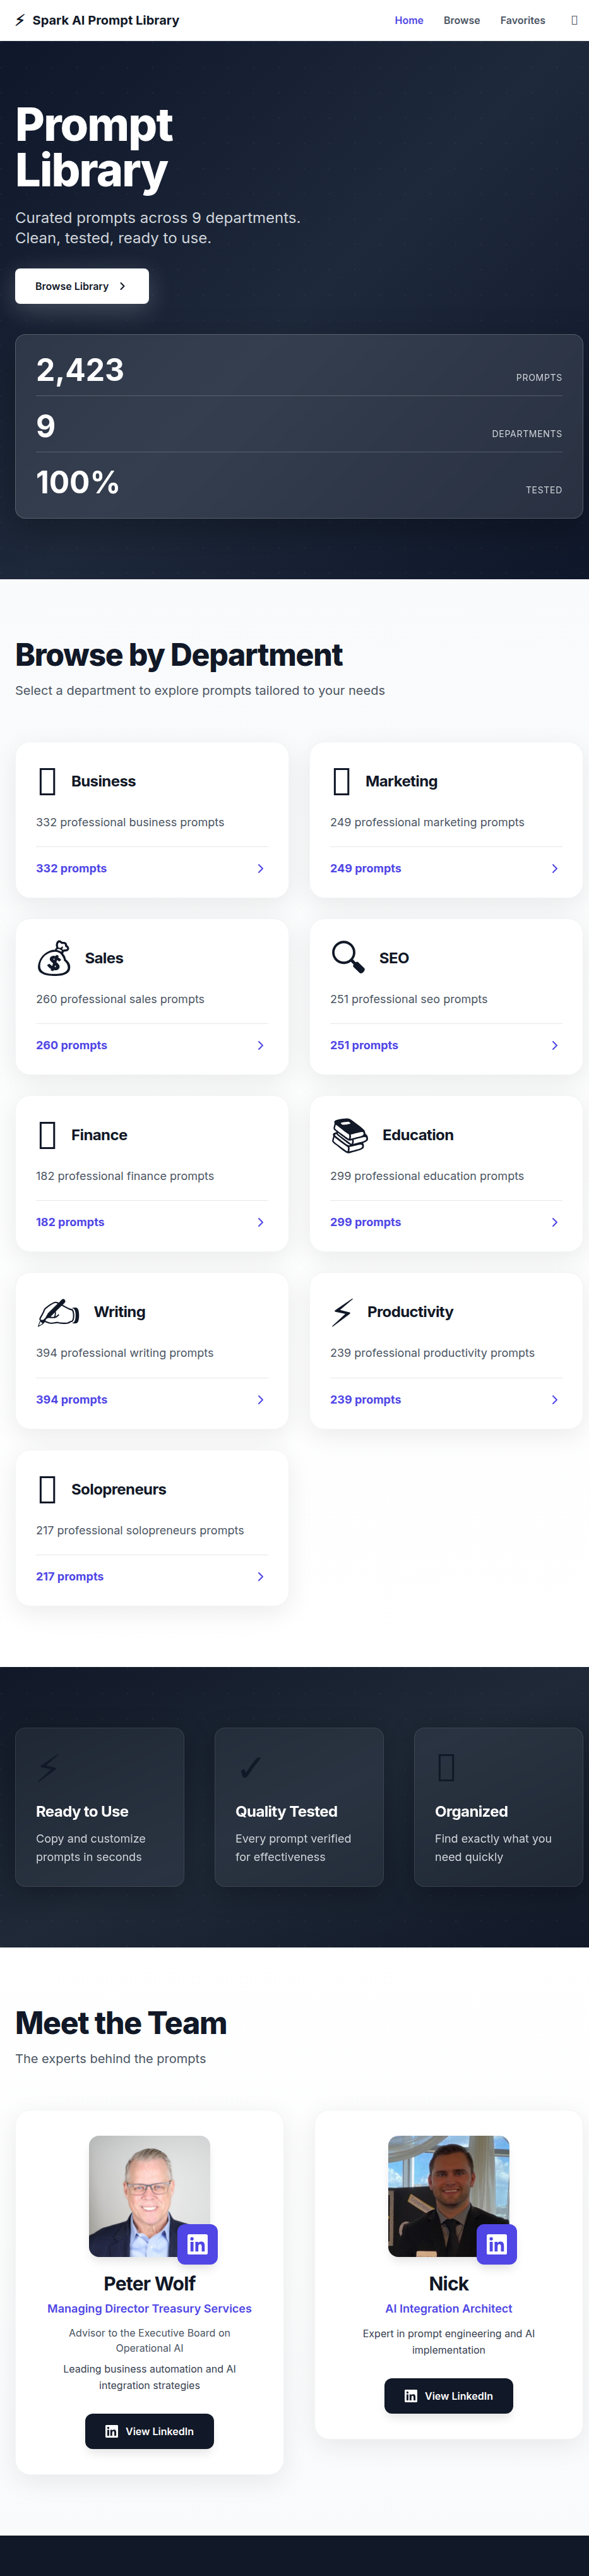 Spark AI Prompt Library
Home
Browse
Favorites
Prompt
Library
Curated prompts across 9 departments.
Clean, tested, ready to use.
Browse Library
2,423
PROMPTS
9
DEPARTMENTS
100%
TESTED
Browse by Department
Select a department to explore prompts tailored to your needs
Business
332 professional business prompts
332 prompts
Marketing
249 professional marketing prompts
249 prompts
Sales
260 professional sales prompts
260 prompts
SEO
251 professional seo prompts
251 prompts
Finance
182 professional finance prompts
182 prompts
Education
299 professional education prompts
299 prompts
Writing
394 professional writing prompts
394 prompts
Productivity
239 professional productivity prompts
239 prompts
Solopreneurs
217 professional solopreneurs prompts
217 prompts
Ready to Use
Copy and customize
prompts in seconds
Quality Tested
Every prompt verified
for effectiveness
Organized
Find exactly what you
need quickly
Meet the Team
The experts behind the prompts
Peter Wolf
Managing Director Treasury Services
Advisor to the Executive Board on
Operational AI
Leading business automation and AI
integration strategies
View LinkedIn
Nick
AI Integration Architect
Expert in prompt engineering and AI
implementation
View LinkedIn